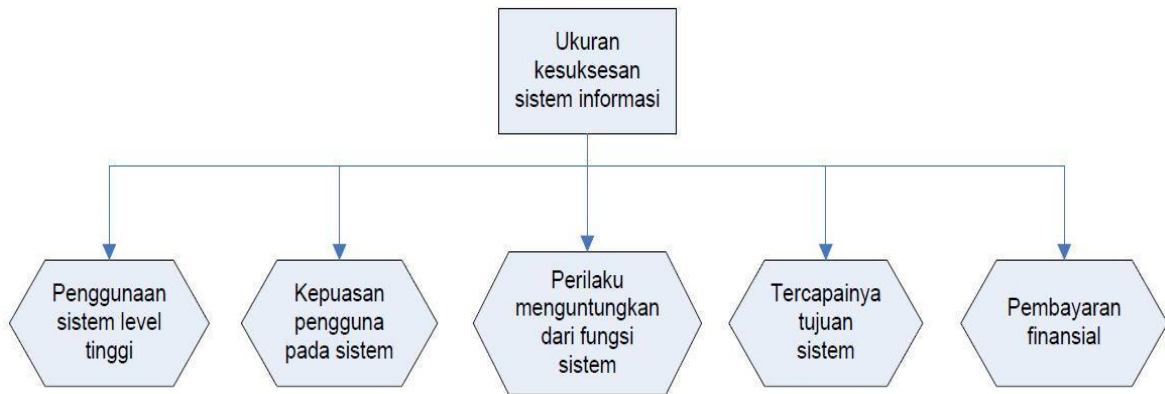 Ukuran
kesuksesan
sistem informasi
Penggunaan
sistem level
tinggi
Kepuasan
pengguna
pada sistem
Perilaku
menguntungkan
dari fungsi
sistem
Tercapainya
tujuan
sistem
Pembayaran
finansial